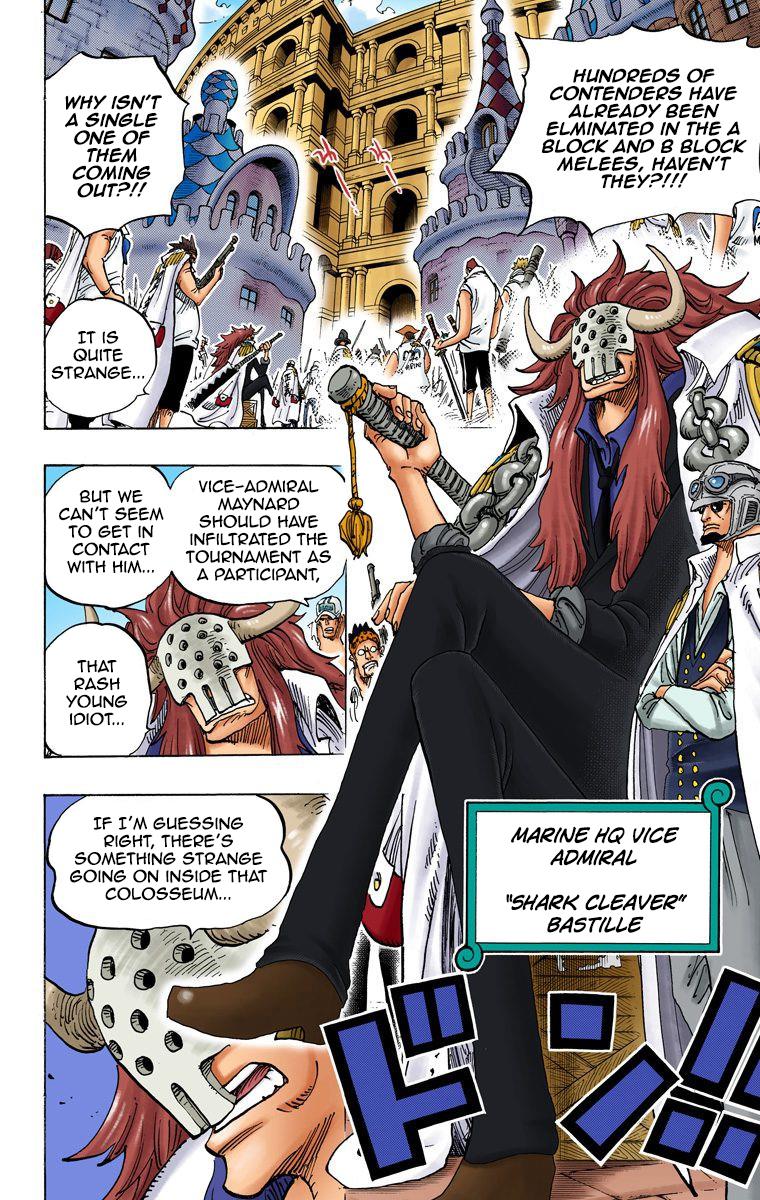 HUNDREDS OF
CONTENDERS HAVE
ALREADY BEEN
ELMINATED IN THE A
BLOCK AND B BLOCK
MELEES, HAVEN'T
THEY?!!!
WHY ISN'T
A SINGLE
ONE OF
THEM
COMING
OUT?!!
IT IS
QUITE
STRANGE...
VICE-ADMIRAL
MAYNARD
SHOULD HAVE
INFILTRATED THE
TOURNAMENT AS
A PARTICIPANT,
BUT WE
CAN'T SEEM
TO GET IN
CONTACT
WITH HIM...
THAT
RASH
YOUNG
IDIOT...
MARINE HQ VICE
ADMIRAL
"SHARK CLEAVER"
BASTILLE
IF I'M GUESSING
RIGHT, THERE'S
SOMETHING STRANGE
GOING ON INSIDE THAT
COLOSSEUM...
ドン!!